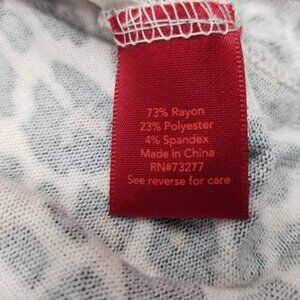 73% Rayon
23% Polyester
4% Spandex
Made in China
RN#73277
See reverse for care